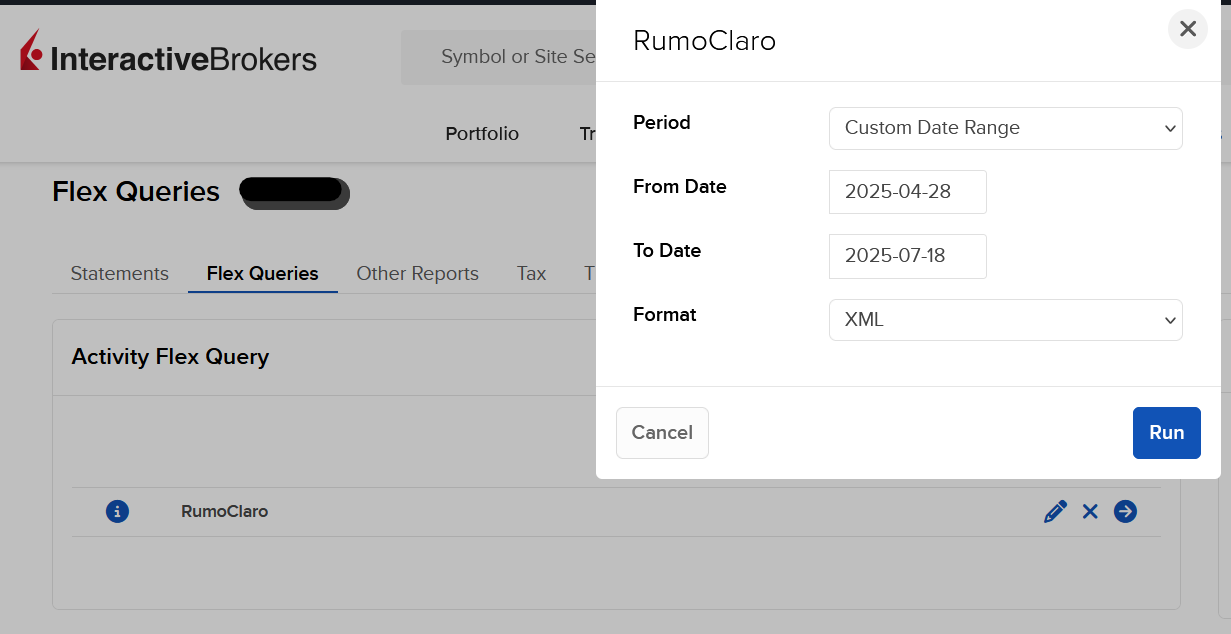 InteractiveBrokers
Symbol or Site Se
Portfolio
Tr
Flex Queries
Statements
Flex Queries
Other Reports
Tax
T
Activity Flex Query
RumoClaro
RumoClaro
Period
Custom Date Range
From Date
2025-04-28
To Date
2025-07-18
Format
XML
Cancel
Run